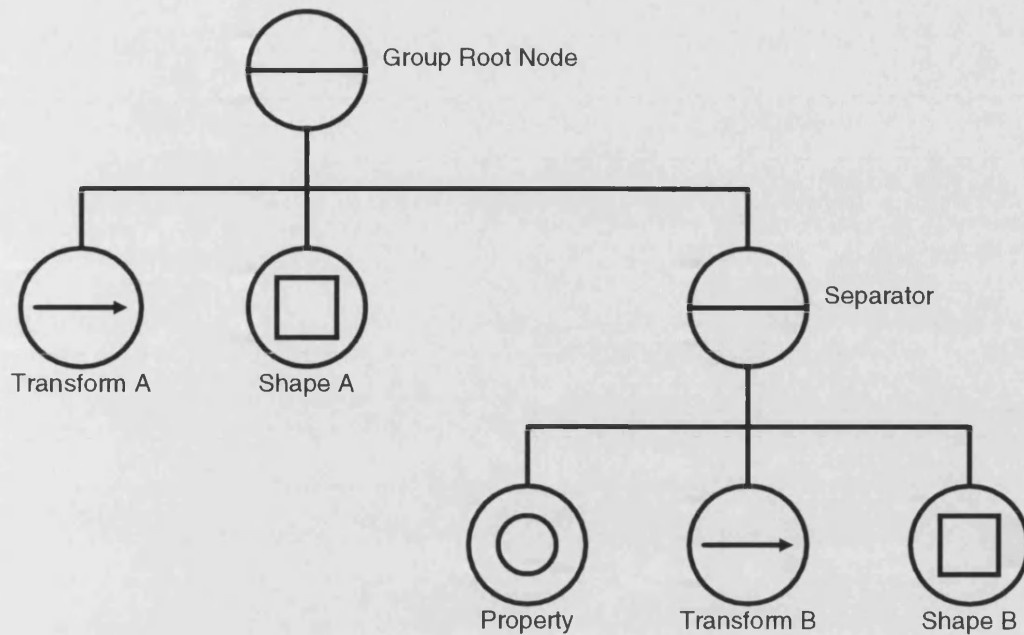 Group Root Node
Separator
Transform A
Shape A
Property
Transform B
Shape B